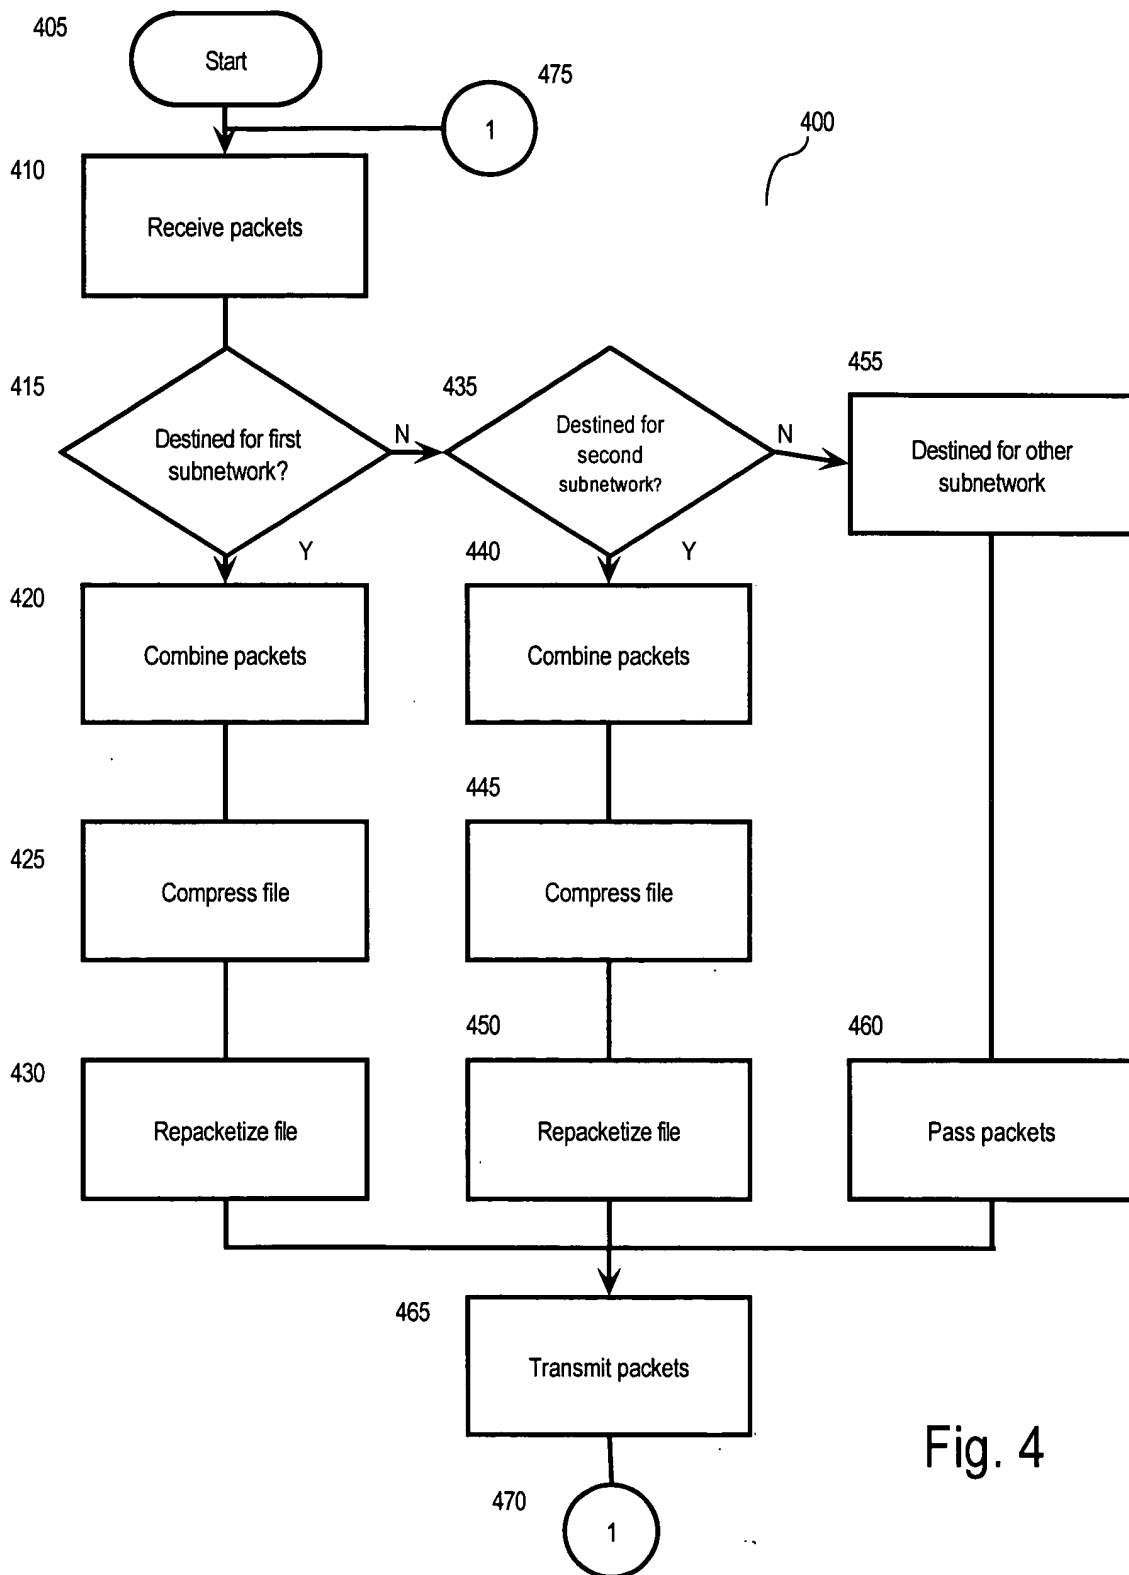 405
Start
475
1
400
410
Receive packets
415
Destined for first
subnetwork?
N
435
Destined for
second
subnetwork?
N
455
Destined for other
subnetwork
Y
Y
420
Combine packets
440
Combine packets
425
Compress file
445
Compress file
430
Repacketize file
450
Repacketize file
460
Pass packets
465
Transmit packets
470
1
Fig. 4